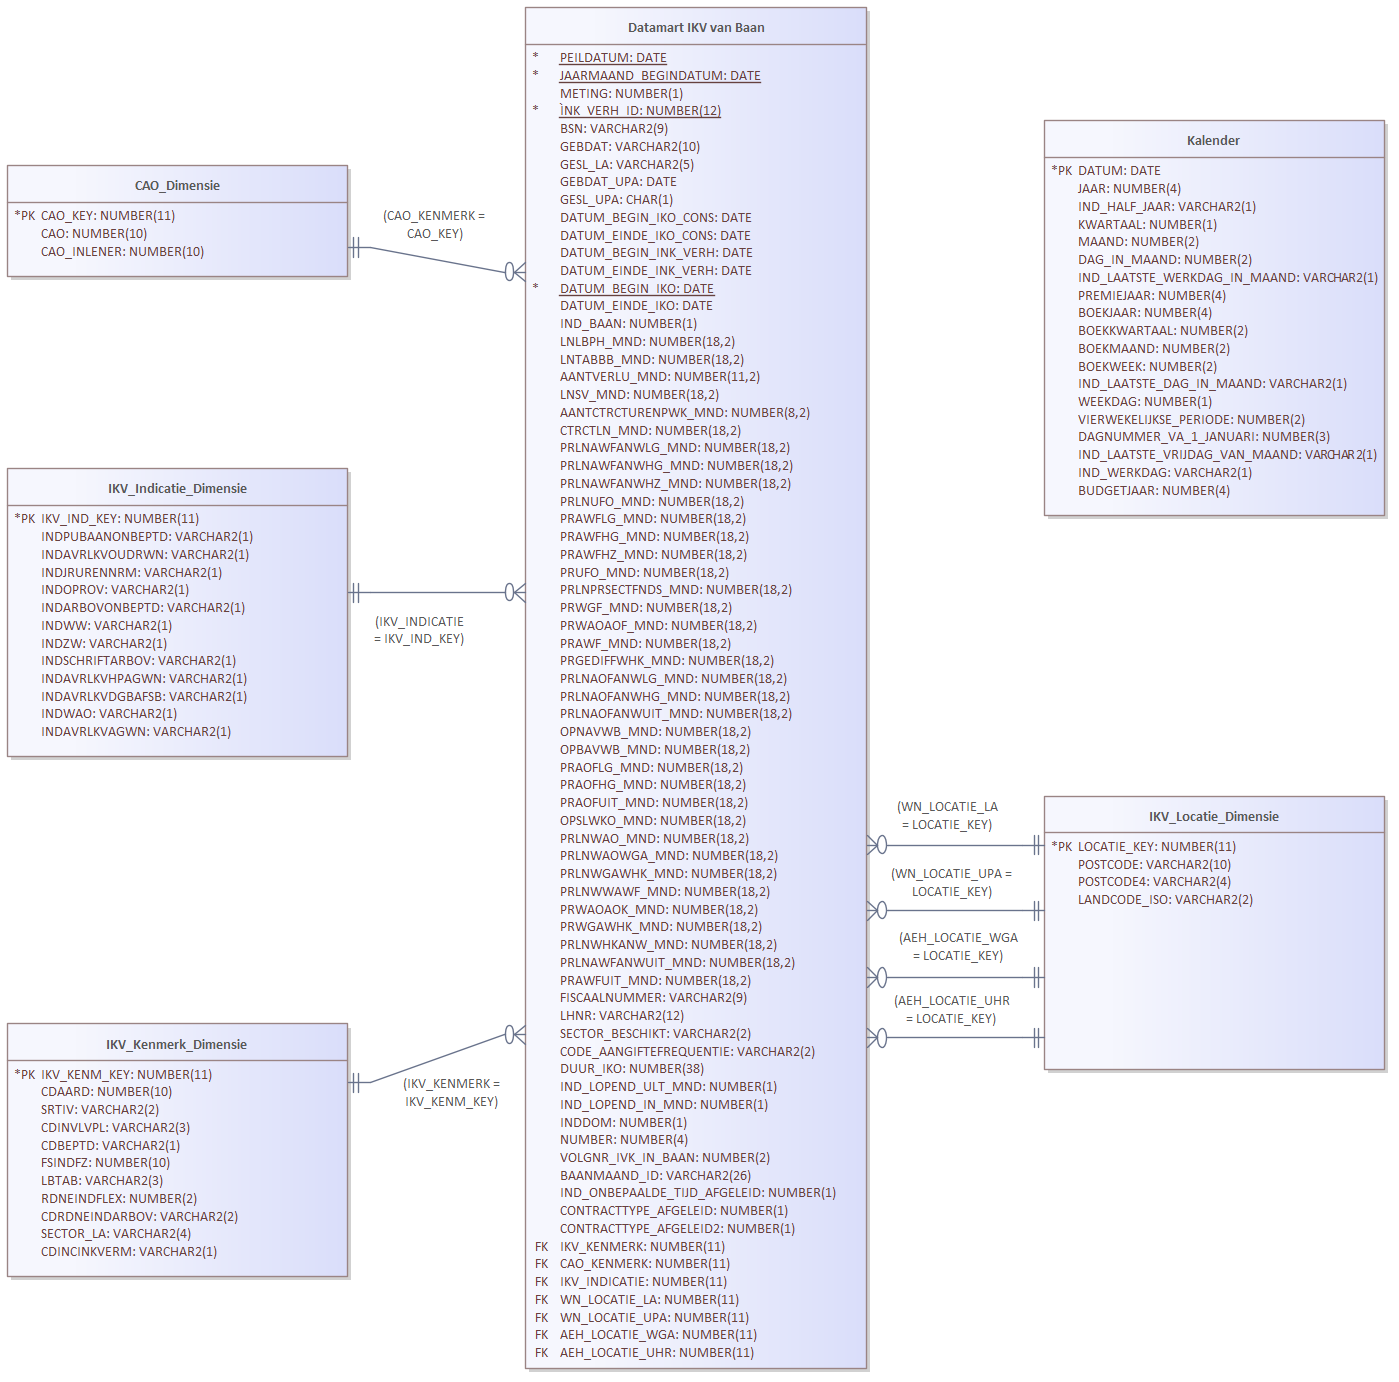 Datamart IKV van Baan
* PEILDATUM: DATE
* JAARMAAND_BEGINDATUM: DATE
METING: NUMBER(1)
* ÌNK_VERH_ID: NUMBER(12)
BSN: VARCHAR2(9)
GEBDAT: VARCHAR2(10)
GESL_LA: VARCHAR2(5)
GEBDAT_UPA: DATE
GESL_UPA: CHAR(1)
DATUM_BEGIN_IKO_CONS: DATE
DATUM_EINDE_IKO_CONS: DATE
DATUM_BEGIN_INK_VERH: DATE
DATUM_EINDE_INK_VERH: DATE
* DATUM_BEGIN_IKO: DATE
DATUM_EINDE_IKO: DATE
IND_BAAN: NUMBER(1)
LNLBPH_MND: NUMBER(18,2)
LNTABBB_MND: NUMBER(18,2)
AANTVERLU_MND: NUMBER(11,2)
LNSV_MND: NUMBER(18,2)
AANTCTRCTURENPWK_MND: NUMBER(8,2)
CTRCTLN_MND: NUMBER(18,2)
PRLNAWFANWLG_MND: NUMBER(18,2)
PRLNAWFANWHG_MND: NUMBER(18,2)
PRLNAWFANWHZ_MND: NUMBER(18,2)
PRLNUFO_MND: NUMBER(18,2)
PRAWFLG_MND: NUMBER(18,2)
PRAWFHG_MND: NUMBER(18,2)
PRAWFHZ_MND: NUMBER(18,2)
PRUFO_MND: NUMBER(18,2)
PRLNPRSECTFNDS_MND: NUMBER(18,2)
PRWGF_MND: NUMBER(18,2)
PRWAOAOF_MND: NUMBER(18,2)
PRAWF_MND: NUMBER(18,2)
PRGEDIFFWHK_MND: NUMBER(18,2)
PRLNAOFANWLG_MND: NUMBER(18,2)
PRLNAOFANWHG_MND: NUMBER(18,2)
PRLNAOFANWUIT_MND: NUMBER(18,2)
OPNAVWB_MND: NUMBER(18,2)
OPBAVWB_MND: NUMBER(18,2)
PRAOFLG_MND: NUMBER(18,2)
PRAOFHG_MND: NUMBER(18,2)
PRAOFUIT_MND: NUMBER(18,2)
OPSLWKO_MND: NUMBER(18,2)
PRLNWAO_MND: NUMBER(18,2)
PRLNWAOWGA_MND: NUMBER(18,2)
PRLNWGAWHK_MND: NUMBER(18,2)
PRLNWWAWF_MND: NUMBER(18,2)
PRWAOAOK_MND: NUMBER(18,2)
PRWGAWHK_MND: NUMBER(18,2)
PRLNWHKANW_MND: NUMBER(18,2)
PRLNAWFANWUIT_MND: NUMBER(18,2)
PRAWFUIT_MND: NUMBER(18,2)
FISCAALNUMMER: VARCHAR2(9)
LHNR: VARCHAR2(12)
SECTOR_BESCHIKT: VARCHAR2(2)
CODE_AANGIFTEFREQUENTIE: VARCHAR2(2)
DUUR_IKO: NUMBER(38)
IND_LOPEND_ULT_MND: NUMBER(1)
IND_LOPEND_IN_MND: NUMBER(1)
INDDOM: NUMBER(1)
NUMBER: NUMBER(4)
VOLGNR_IVK_IN_BAAN: NUMBER(2)
BAANMAAND_ID: VARCHAR2(26)
IND_ONBEPAALDE_TIJD_AFGELEID: NUMBER(1)
CONTRACTTYPE_AFGELEID: NUMBER(1)
CONTRACTTYPE_AFGELEID2: NUMBER(1)
FK IKV_KENMERK: NUMBER(11)
FK CAO_KENMERK: NUMBER(11)
FK IKV_INDICATIE: NUMBER(11)
FK WN_LOCATIE_LA: NUMBER(11)
FK WN_LOCATIE_UPA: NUMBER(11)
FK AEH_LOCATIE_WGA: NUMBER(11)
FK AEH_LOCATIE_UHR: NUMBER(11)
CAO_Dimensie
*PK CAO_KEY: NUMBER(11)
CAO: NUMBER(10)
CAO_INLENER: NUMBER(10)
(CAO_KENMERK =
CAO_KEY)
IKV_Indicatie_Dimensie
*PK IKV_IND_KEY: NUMBER(11)
INDPUBAANONBEPTD: VARCHAR2(1)
INDAVRLKVOUDRWN: VARCHAR2(1)
INDJRURENNRM: VARCHAR2(1)
INDOPROV: VARCHAR2(1)
INDARBOVONBEPTD: VARCHAR2(1)
INDWW: VARCHAR2(1)
INDZW: VARCHAR2(1)
INDSCHRIFTARBOV: VARCHAR2(1)
INDAVRLKVHPAGWN: VARCHAR2(1)
INDAVRLKVDGBAFSB: VARCHAR2(1)
INDWAO: VARCHAR2(1)
INDAVRLKVAGWN: VARCHAR2(1)
(IKV_INDICATIE
= IKV_IND_KEY)
IKV_Kenmerk_Dimensie
*PK IKV_KENM_KEY: NUMBER(11)
CDAARD: NUMBER(10)
SRTIV: VARCHAR2(2)
CDINVLVPL: VARCHAR2(3)
CDBEPTD: VARCHAR2(1)
FSINDFZ: NUMBER(10)
LBTAB: VARCHAR2(3)
RDNEINDFLEX: NUMBER(2)
CDRDNEINDARBOV: VARCHAR2(2)
SECTOR_LA: VARCHAR2(4)
CDINCINKVERM: VARCHAR2(1)
(IKV_KENMERK =
IKV_KENM_KEY)
Kalender
*PK DATUM: DATE
JAAR: NUMBER(4)
IND_HALF_JAAR: VARCHAR2(1)
KWARTAAL: NUMBER(1)
MAAND: NUMBER(2)
DAG_IN_MAAND: NUMBER(2)
IND_LAATSTE_WERKDAG_IN_MAAND: VARCHAR2(1)
PREMIEJAAR: NUMBER(4)
BOEKJAAR: NUMBER(4)
BOEKKWARTAAL: NUMBER(2)
BOEKMAAND: NUMBER(2)
BOEKWEEK: NUMBER(2)
IND_LAATSTE_DAG_IN_MAAND: VARCHAR2(1)
WEEKDAG: NUMBER(1)
VIERWEKELIJKSE_PERIODE: NUMBER(2)
DAGNUMMER_VA_1_JANUARI: NUMBER(3)
IND_LAATSTE_VRIJDAG_VAN_MAAND: VARCHAR2(1)
IND_WERKDAG: VARCHAR2(1)
BUDGETJAAR: NUMBER(4)
(WN_LOCATIE_LA
= LOCATIE_KEY)
(WN_LOCATIE_UPA =
LOCATIE_KEY)
(AEH_LOCATIE_WGA
= LOCATIE_KEY)
(AEH_LOCATIE_UHR
= LOCATIE_KEY)
IKV_Locatie_Dimensie
*PK LOCATIE_KEY: NUMBER(11)
POSTCODE: VARCHAR2(10)
POSTCODE4: VARCHAR2(4)
LANDCODE_ISO: VARCHAR2(2)